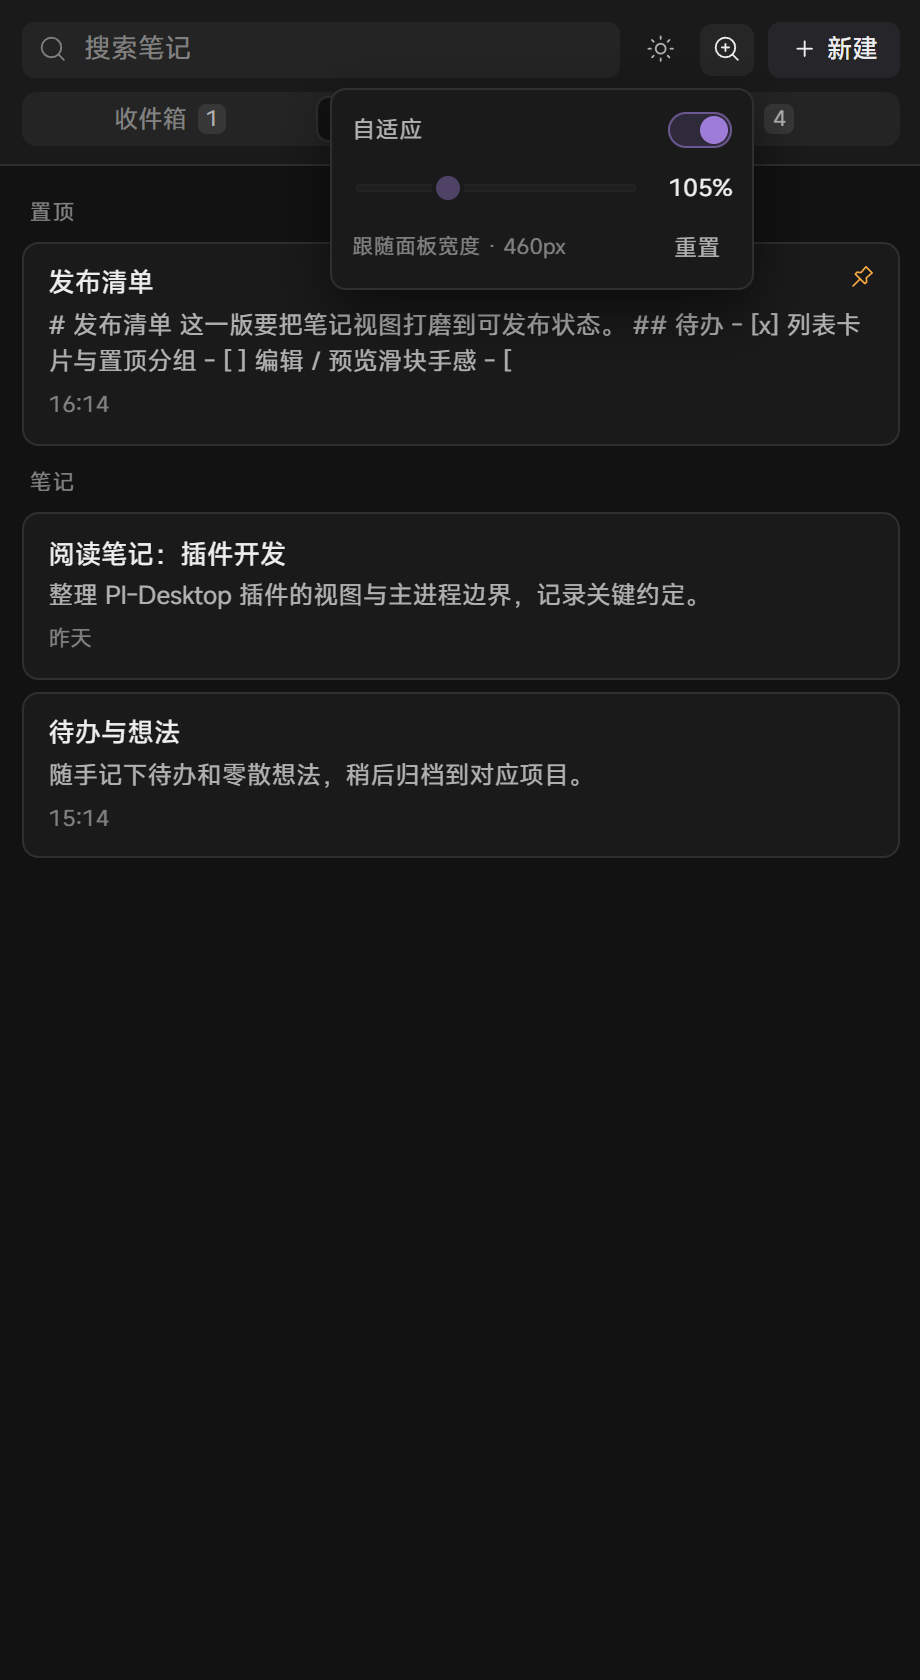 搜索笔记
新建
收件箱 1
4
自适应
105%
跟随面板宽度 · 460px
重置
置顶
发布清单
# 发布清单 这一版要把笔记视图打磨到可发布状态。 ## 待办 - [x] 列表卡
片与置顶分组 - [ ] 编辑 / 预览滑块手感 - [
16:14
笔记
阅读笔记：插件开发
整理 PI-Desktop 插件的视图与主进程边界，记录关键约定。
昨天
待办与想法
随手记下待办和零散想法，稍后归档到对应项目。
15:14